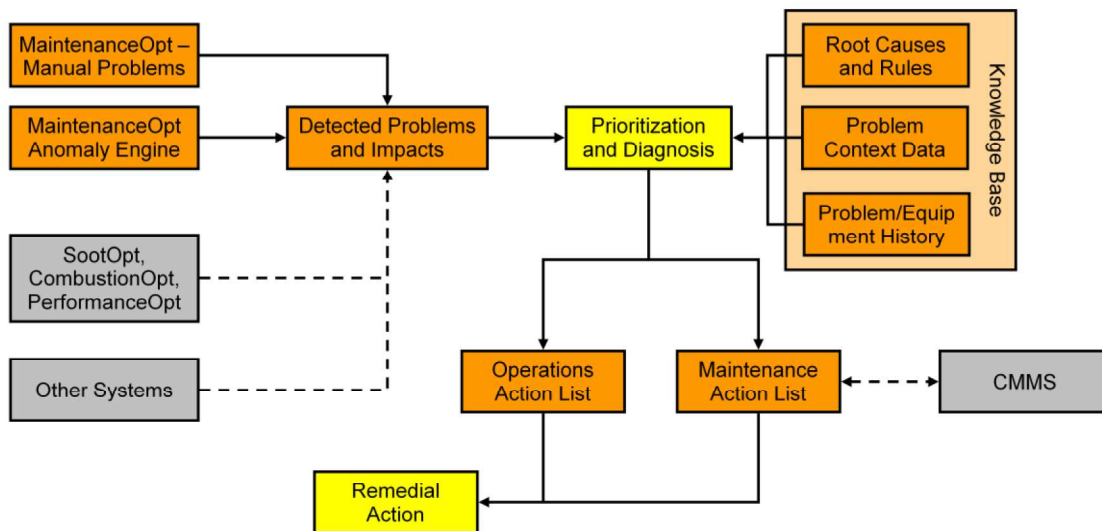 MaintenanceOpt –
Manual Problems
MaintenanceOpt
Anomaly Engine
Detected Problems
and Impacts
Prioritization
and Diagnosis
Root Causes
and Rules
Problem
Context Data
Problem/Equip
ment History
Knowledge Base
SootOpt,
CombustionOpt,
PerformanceOpt
Other Systems
Operations
Action List
Maintenance
Action List
CMMS
Remedial
Action